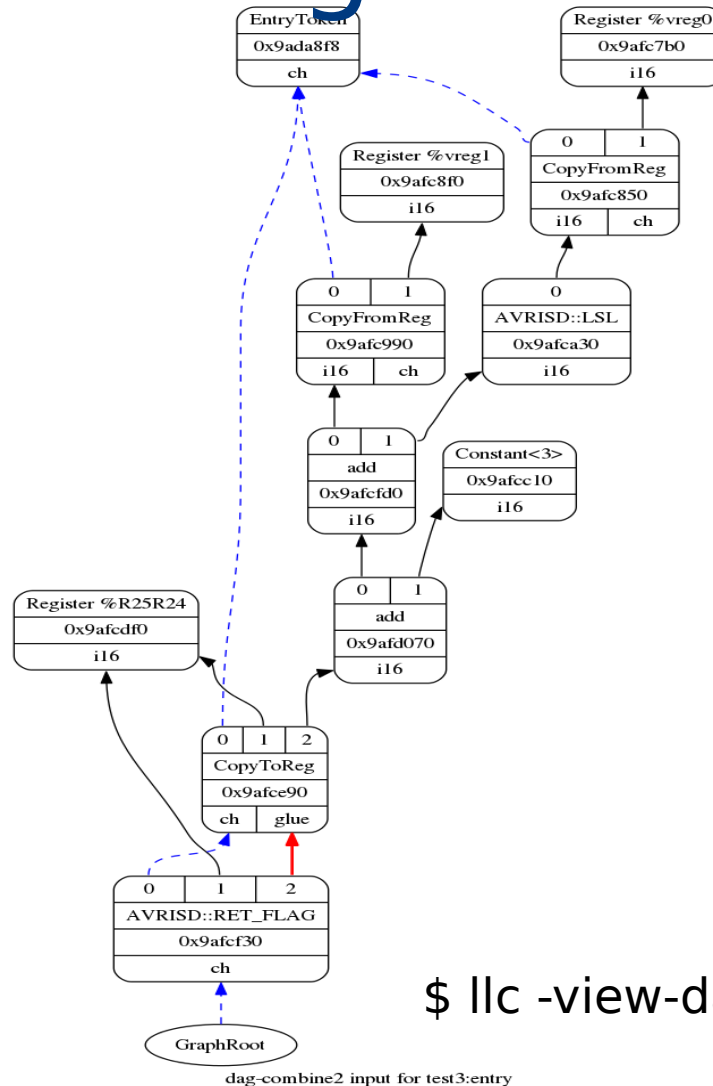 g
EntryToken
0x9ada8f8
ch
Register %vreg0
0x9afc7b0
i16
0 1
CopyFromReg
0x9afc850
i16 ch
Register %vreg1
0x9afc8f0
i16
0 1
CopyFromReg
0x9afc990
i16 ch
0
AVRISD::LSL
0x9afca30
i16
0 1
add
0x9afcfd0
i16
Constant<3>
0x9afcc10
i16
0 1
add
0x9afd070
i16
Register %R25R24
0x9afcdf0
i16
0 1 2
CopyToReg
0x9afce90
ch glue
0 1 2
AVRISD::RET_FLAG
0x9afcf30
ch
$ llc -view-d
GraphRoot
dag-combine2 input for test3:entry